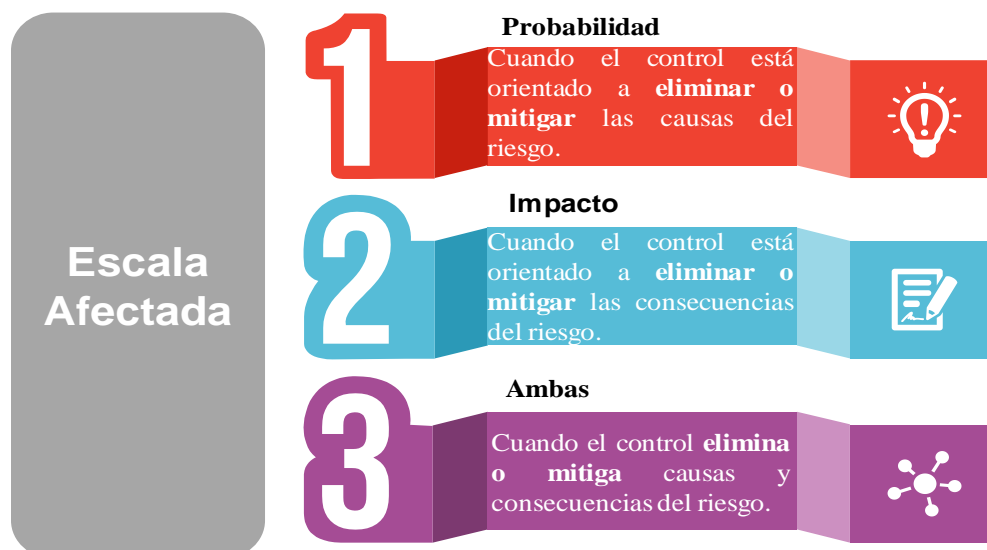 Escala
Afectada
1
Probabilidad
Cuando el control está
orientado a eliminar o
mitigar las causas del
riesgo.
2
Impacto
Cuando el control está
orientado a eliminar o
mitigar las consecuencias
del riesgo.
3
Ambas
Cuando el control elimina
o mitiga causas y
consecuencias del riesgo.